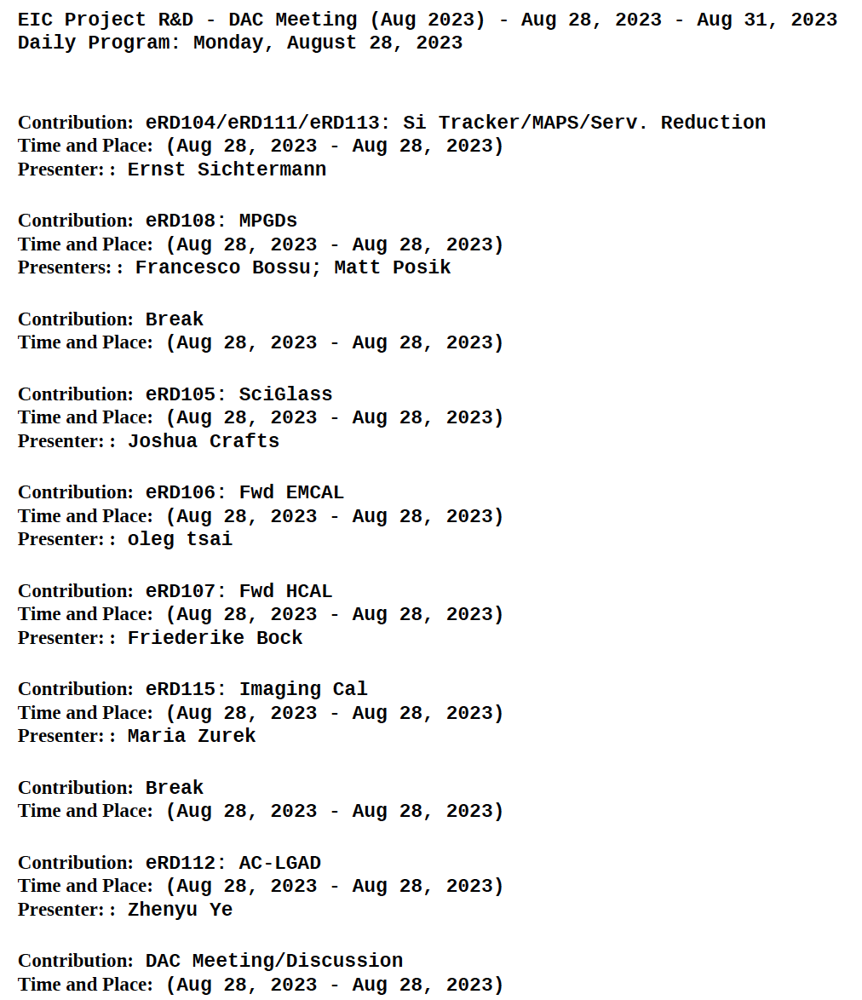 EIC Project R&D - DAC Meeting (Aug 2023) - Aug 28, 2023 - Aug 31, 2023
Daily Program: Monday, August 28, 2023
Contribution: eRD104/eRD111/eRD113: Si Tracker/MAPS/Serv. Reduction
Time and Place: (Aug 28, 2023 - Aug 28, 2023)
Presenter: : Ernst Sichtermann
Contribution: eRD108: MPGDs
Time and Place: (Aug 28, 2023 - Aug 28, 2023)
Presenters: : Francesco Bossu; Matt Posik
Contribution: Break
Time and Place: (Aug 28, 2023 - Aug 28, 2023)
Contribution: eRD105: SciGlass
Time and Place: (Aug 28, 2023 - Aug 28, 2023)
Presenter: : Joshua Crafts
Contribution: eRD106: Fwd EMCAL
Time and Place: (Aug 28, 2023 - Aug 28, 2023)
Presenter: : oleg tsai
Contribution: eRD107: Fwd HCAL
Time and Place: (Aug 28, 2023 - Aug 28, 2023)
Presenter: : Friederike Bock
Contribution: eRD115: Imaging Cal
Time and Place: (Aug 28, 2023 - Aug 28, 2023)
Presenter: : Maria Zurek
Contribution: Break
Time and Place: (Aug 28, 2023 - Aug 28, 2023)
Contribution: eRD112: AC-LGAD
Time and Place: (Aug 28, 2023 - Aug 28, 2023)
Presenter: : Zhenyu Ye
Contribution: DAC Meeting/Discussion
Time and Place: (Aug 28, 2023 - Aug 28, 2023)